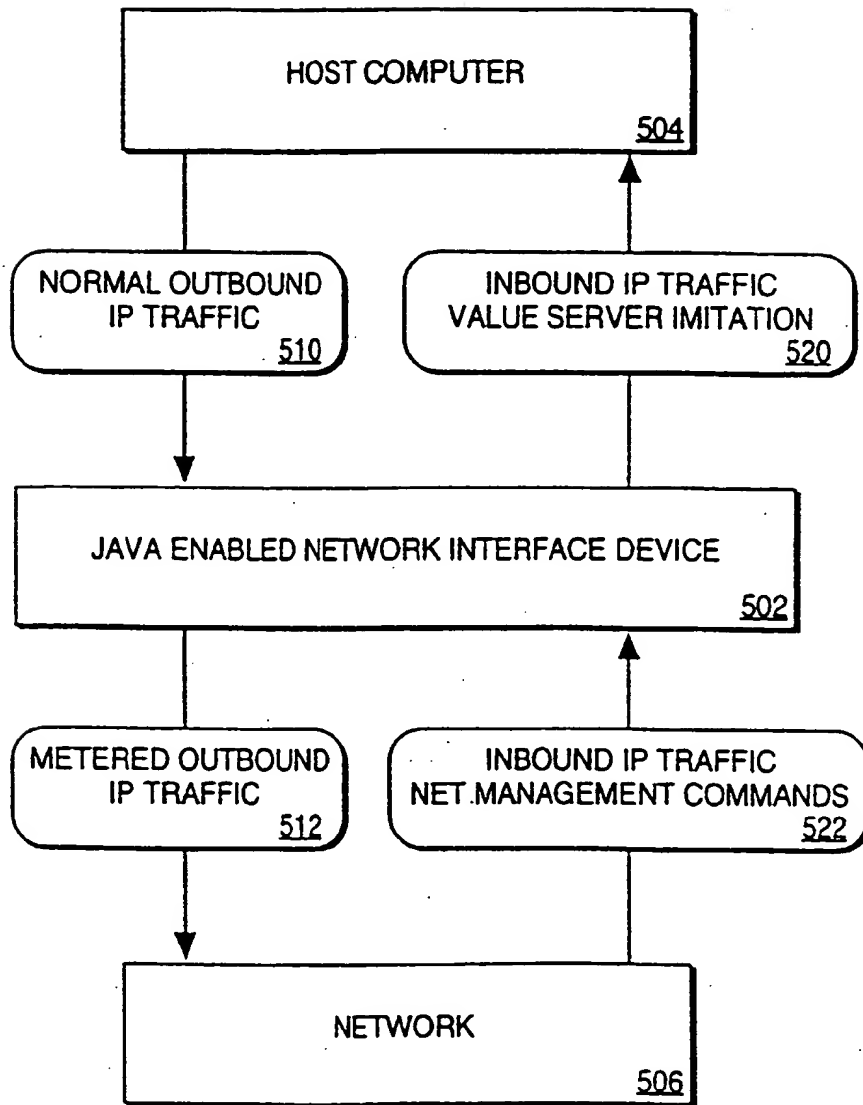 HOST COMPUTER
504
NORMAL OUTBOUND
IP TRAFFIC
510
INBOUND IP TRAFFIC
VALUE SERVER IMITATION
520
JAVA ENABLED NETWORK INTERFACE DEVICE
502
METERED OUTBOUND
IP TRAFFIC
512
INBOUND IP TRAFFIC
NET.MANAGEMENT COMMANDS
522
NETWORK
506